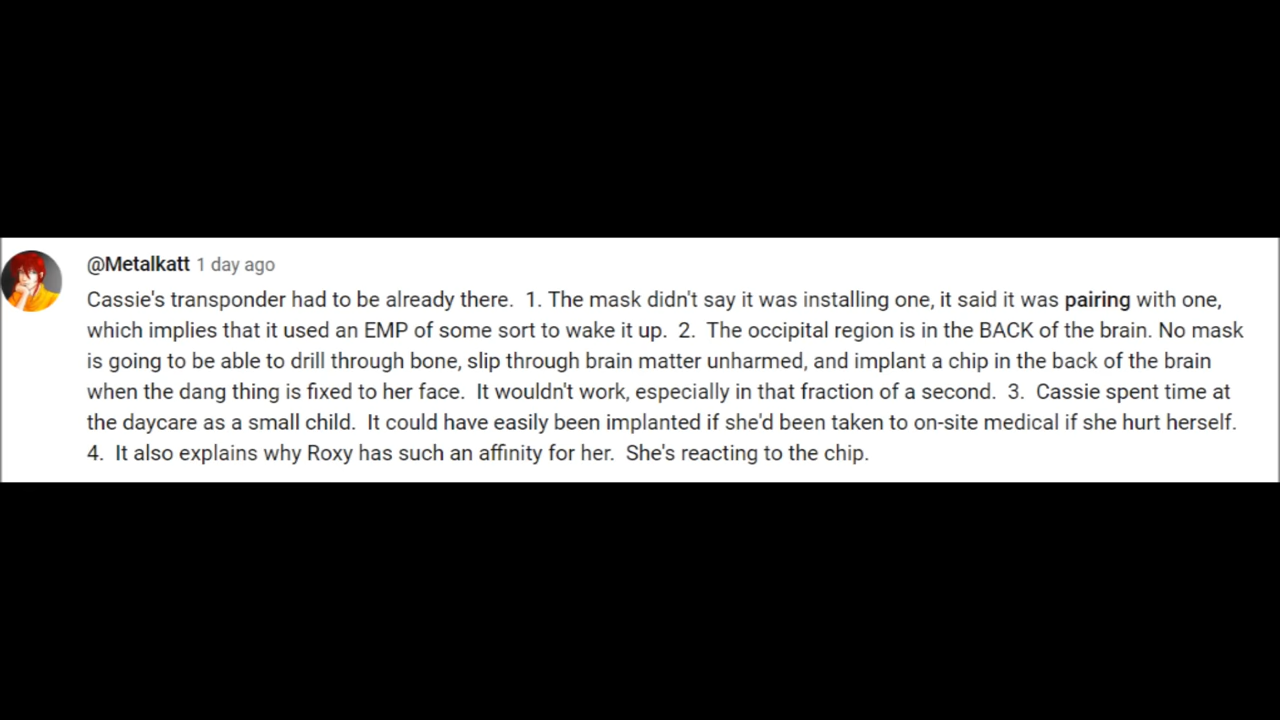 @Metalkatt 1 day ago
Cassie's transponder had to be already there.  1. The mask didn't say it was installing one, it said it was pairing with one,
which implies that it used an EMP of some sort to wake it up.  2.  The occipital region is in the BACK of the brain. No mask
is going to be able to drill through bone, slip through brain matter unharmed, and implant a chip in the back of the brain
when the dang thing is fixed to her face.  It wouldn't work, especially in that fraction of a second.  3.  Cassie spent time at
the daycare as a small child.  It could have easily been implanted if she'd been taken to on-site medical if she hurt herself.
4.  It also explains why Roxy has such an affinity for her.  She's reacting to the chip.